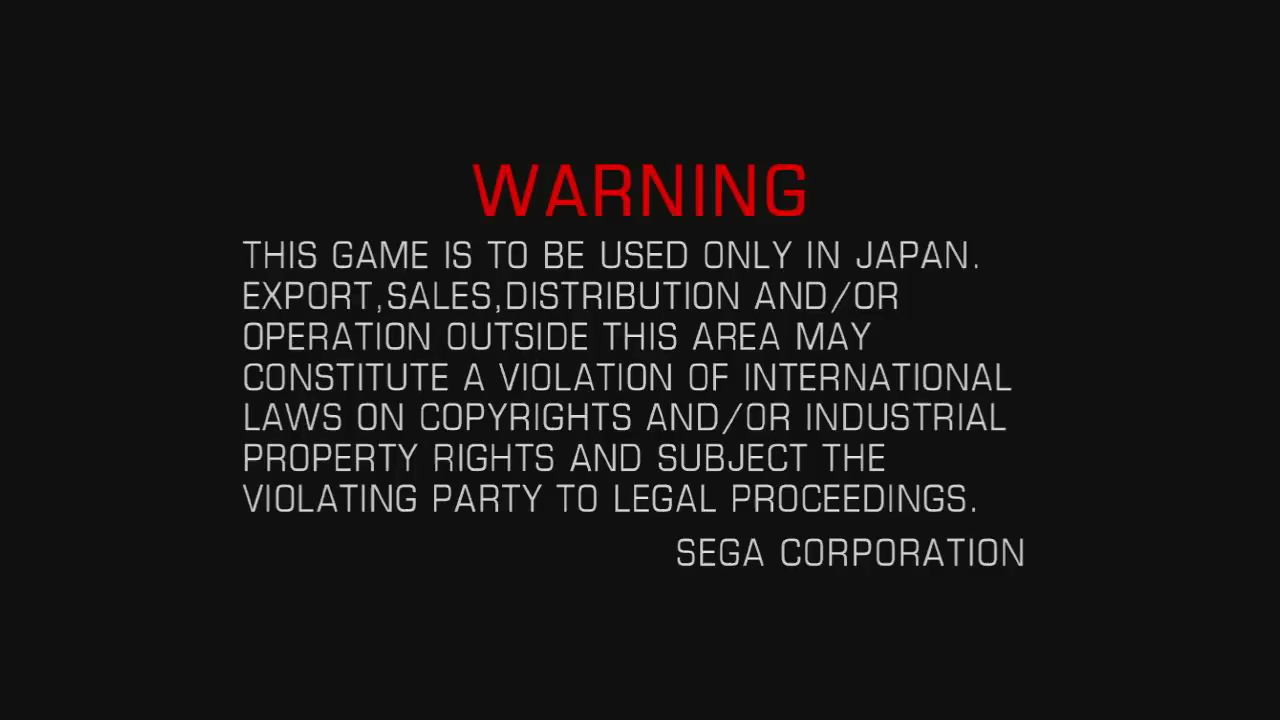 WARNING
THIS GAME IS TO BE USED ONLY IN JAPAN.
EXPORT,SALES,DISTRIBUTION AND/OR
OPERATION OUTSIDE THIS AREA MAY
CONSTITUTE A VIOLATION OF INTERNATIONAL
LAWS ON COPYRIGHTS AND/OR INDUSTRIAL
PROPERTY RIGHTS AND SUBJECT THE
VIOLATING PARTY TO LEGAL PROCEEDINGS.
SEGA CORPORATION